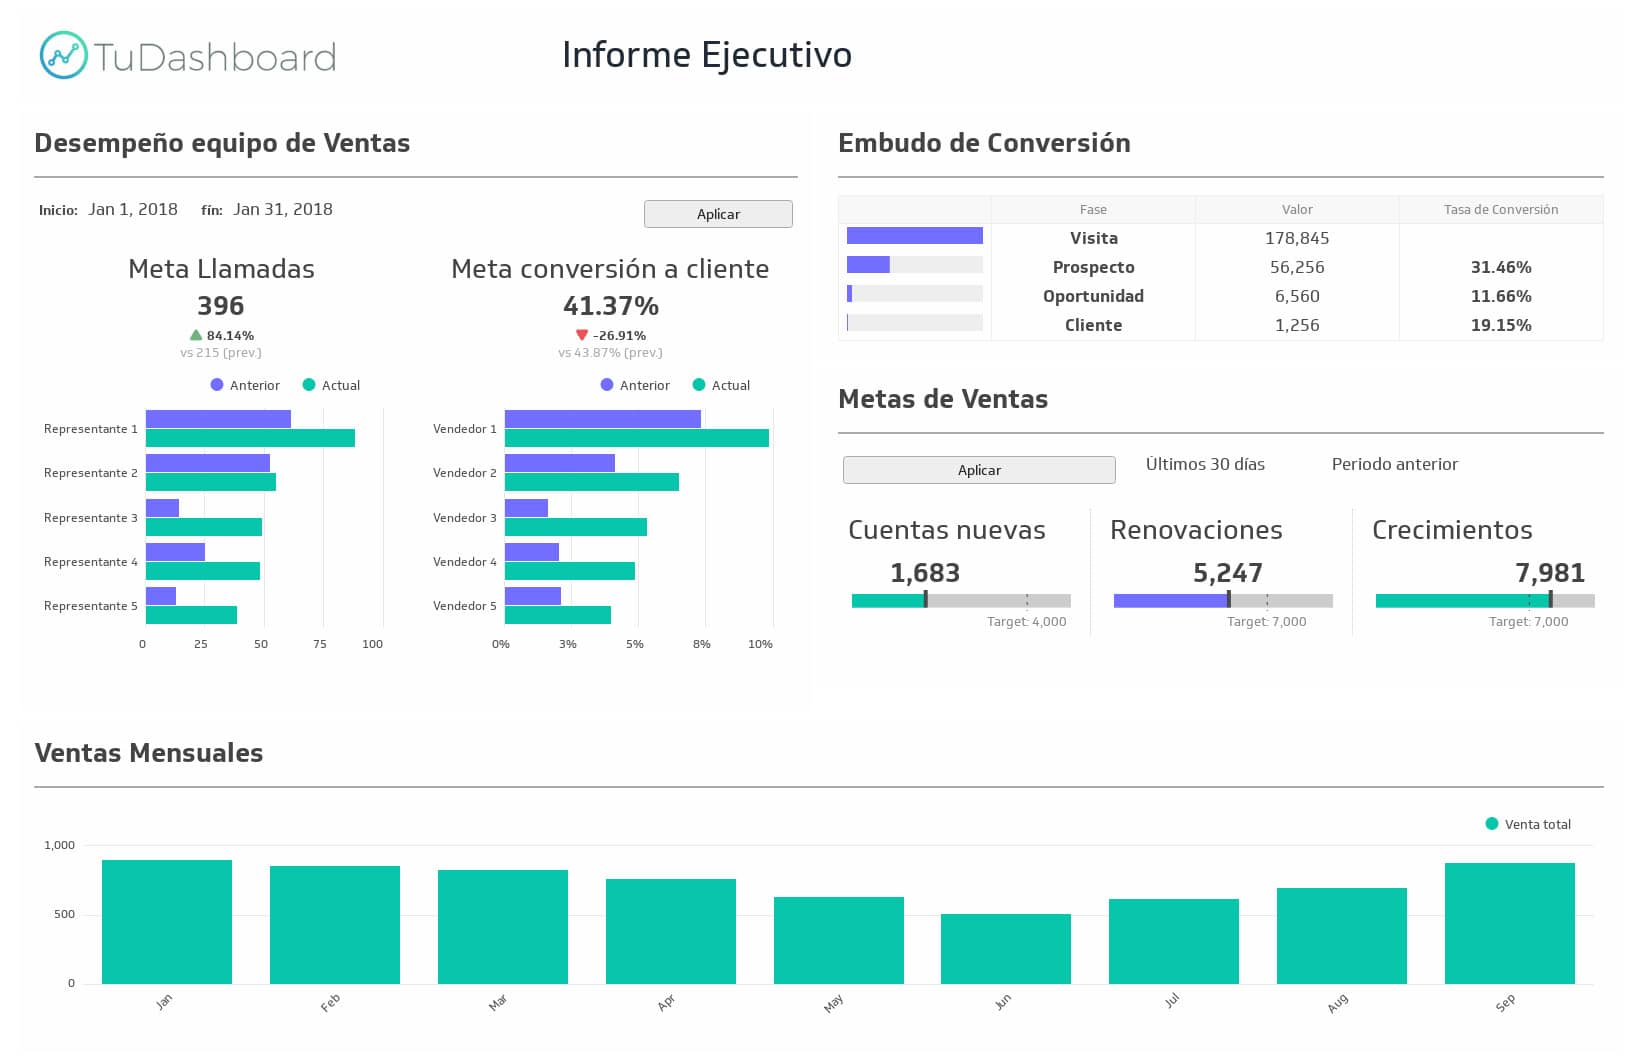 TuDashboard
Informe Ejecutivo
Desempeño equipo de Ventas
Inicio: Jan 1, 2018 fín: Jan 31, 2018
Aplicar
Meta Llamadas
396
84.14%
vs 215 (prev.)
Anterior Actual
Representante 1
Representante 2
Representante 3
Representante 4
Representante 5
0 25 50 75 100
Meta conversión a cliente
41.37%
-26.91%
vs 43.87% (prev.)
Anterior Actual
Vendedor 1
Vendedor 2
Vendedor 3
Vendedor 4
Vendedor 5
0% 3% 5% 8% 10%
Embudo de Conversión
Fase Valor Tasa de Conversión
Visita 178,845
Prospecto 56,256 31.46%
Oportunidad 6,560 11.66%
Cliente 1,256 19.15%
Metas de Ventas
Aplicar Últimos 30 días Periodo anterior
Cuentas nuevas
1,683
Target: 4,000
Renovaciones
5,247
Target: 7,000
Crecimientos
7,981
Target: 7,000
Ventas Mensuales
Venta total
1,000
500
0
Jan Feb Mar Apr May Jun Jul Aug Sep